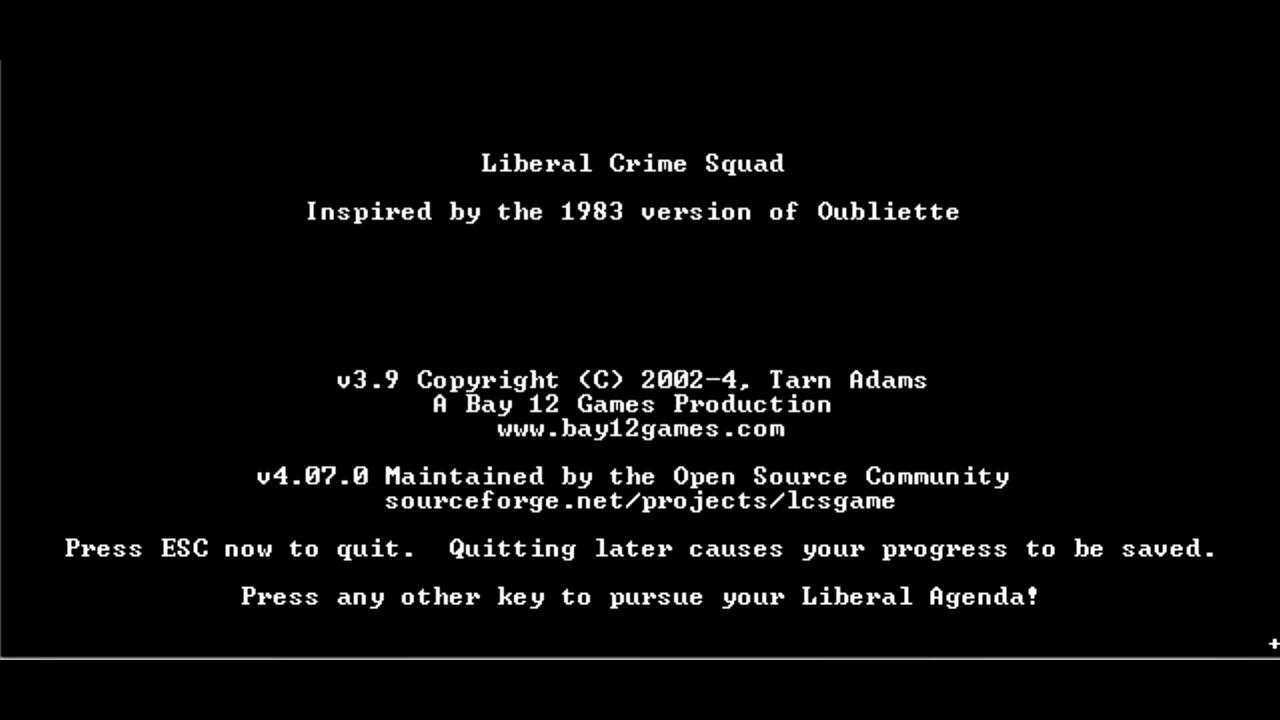 Liberal Crime Squad
Inspired by the 1983 version of Oubliette
v3.9 Copyright (C) 2002-4, Tarn Adams
A Bay 12 Games Production
www.bay12games.com
v4.07.0 Maintained by the Open Source Community
sourceforge.net/projects/lcsgame
Press ESC now to quit.  Quitting later causes your progress to be saved.
Press any other key to pursue your Liberal Agenda!
+